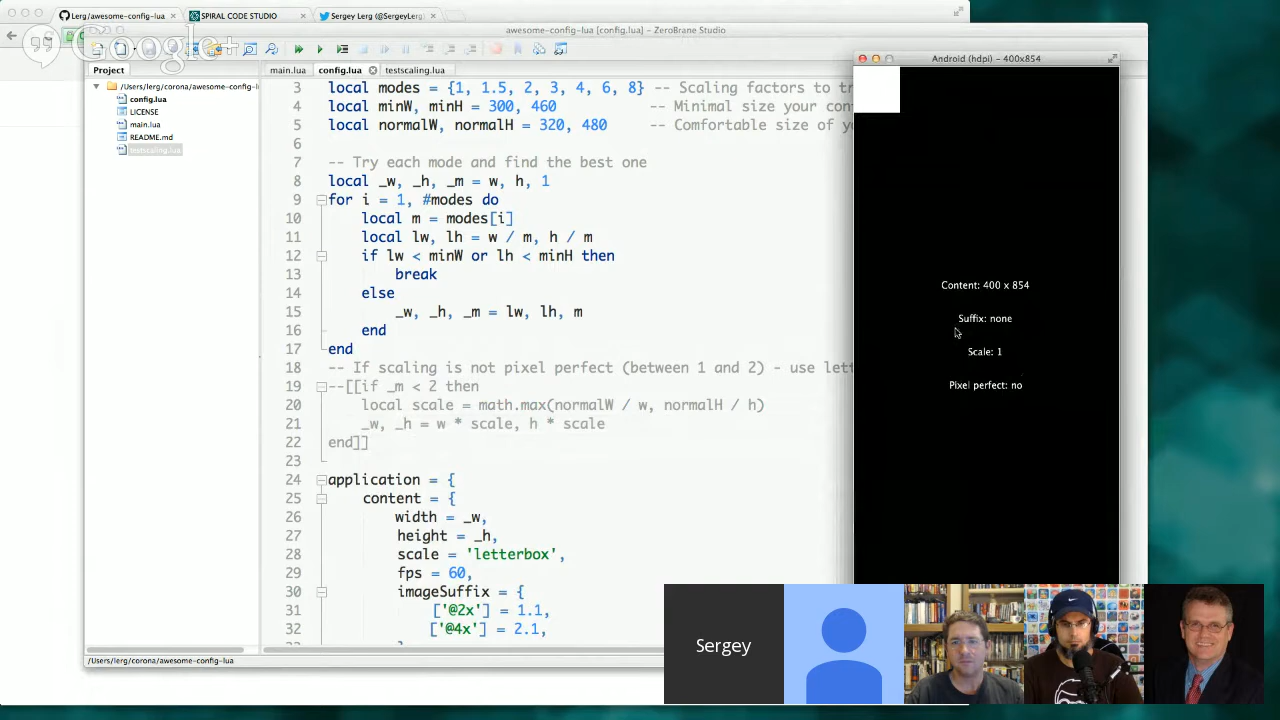 Lerg/awesome-config-lua
SPIRAL CODE STUDIO
Sergey Lerg (@SergeyLerg)
Google+
awesome-config-lua [config.lua] - ZeroBrane Studio
Project
/Users/lerg/corona/awesome-config-l
config.lua
LICENSE
main.lua
README.md
testscaling.lua
main.lua
config.lua
testscaling.lua
3 local modes = {1, 1.5, 2, 3, 4, 6, 8} -- Scaling factors to tr
4 local minW, minH = 300, 460 -- Minimal size your con
5 local normalW, normalH = 320, 480 -- Comfortable size of yo
6
7 -- Try each mode and find the best one
8 local _w, _h, _m = w, h, 1
9 for i = 1, #modes do
10 local m = modes[i]
11 local lw, lh = w / m, h / m
12 if lw < minW or lh < minH then
13 break
14 else
15 _w, _h, _m = lw, lh, m
16 end
17 end
18 -- If scaling is not pixel perfect (between 1 and 2) - use lett
19 --[[if _m < 2 then
20 local scale = math.max(normalW / w, normalH / h)
21 _w, _h = w * scale, h * scale
22 end]]
23
24 application = {
25 content = {
26 width = _w,
27 height = _h,
28 scale = 'letterbox',
29 fps = 60,
30 imageSuffix = {
31 ['@2x'] = 1.1,
32 ['@4x'] = 2.1,
/Users/lerg/corona/awesome-config-lua
Android (hdpi) - 400x854
Content: 400 x 854
Suffix: none
Scale: 1
Pixel perfect: no
Sergey